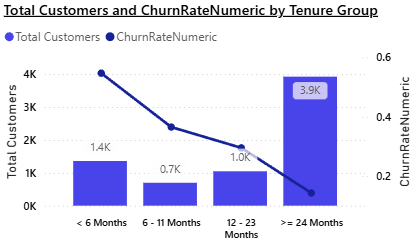 Total Customers and ChurnRateNumeric by Tenure Group
Total Customers ChurnRateNumeric
Total Customers
4K
3K
2K
1K
0K
1.4K
0.7K
1.0K
3.9K
0.6
0.4
0.2
ChurnRateNumeric
< 6 Months
6 - 11 Months
12 - 23
Months
>= 24 Months